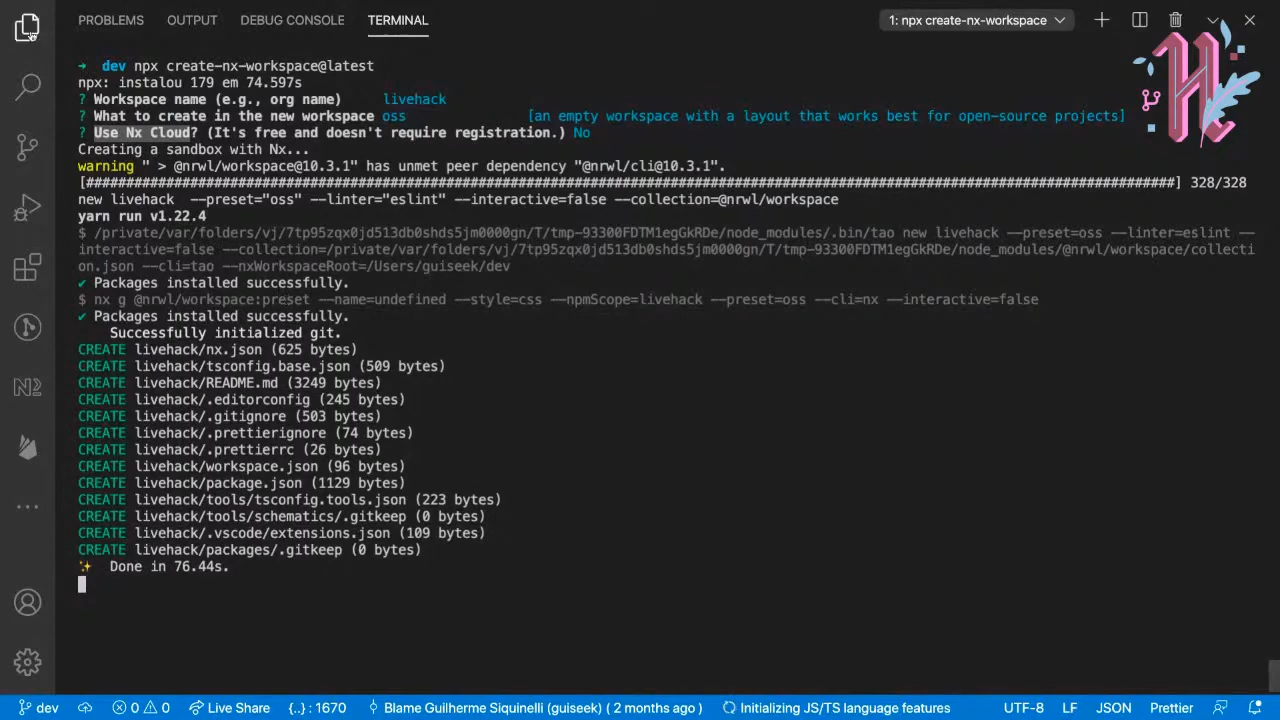 PROBLEMS OUTPUT DEBUG CONSOLE TERMINAL 1: npx create-nx-workspace
➜ dev npx create-nx-workspace@latest
npx: instalou 179 em 74.597s
? Workspace name (e.g., org name) livehack
? What to create in the new workspace oss [an empty workspace with a layout that works best for open-source projects]
? Use Nx Cloud? (It's free and doesn't require registration.) No
Creating a sandbox with Nx...
warning " > @nrwl/workspace@10.3.1" has unmet peer dependency "@nrwl/cli@10.3.1".
[#########################################################################################################################################] 328/328
new livehack --preset="oss" --linter="eslint" --interactive=false --collection=@nrwl/workspace
yarn run v1.22.4
$ /private/var/folders/vj/7tp95zqx0jd513db0shds5jm0000gn/T/tmp-93300FDTM1egGkRDe/node_modules/.bin/tao new livehack --preset=oss --linter=eslint --
interactive=false --collection=/private/var/folders/vj/7tp95zqx0jd513db0shds5jm0000gn/T/tmp-93300FDTM1egGkRDe/node_modules/@nrwl/workspace/collecti
on.json --cli=tao --nxWorkspaceRoot=/Users/guiseek/dev
✔ Packages installed successfully.
$ nx g @nrwl/workspace:preset --name=undefined --style=css --npmScope=livehack --preset=oss --cli=nx --interactive=false
✔ Packages installed successfully.
Successfully initialized git.
CREATE livehack/nx.json (625 bytes)
CREATE livehack/tsconfig.base.json (509 bytes)
CREATE livehack/README.md (3249 bytes)
CREATE livehack/.editorconfig (245 bytes)
CREATE livehack/.gitignore (503 bytes)
CREATE livehack/.prettierignore (74 bytes)
CREATE livehack/.prettierrc (26 bytes)
CREATE livehack/workspace.json (96 bytes)
CREATE livehack/package.json (1129 bytes)
CREATE livehack/tools/tsconfig.tools.json (223 bytes)
CREATE livehack/tools/schematics/.gitkeep (0 bytes)
CREATE livehack/.vscode/extensions.json (109 bytes)
CREATE livehack/packages/.gitkeep (0 bytes)
✨ Done in 76.44s.
dev 0 0 Live Share {..} : 1670 Blame Guilherme Siquinelli (guiseek) ( 2 months ago ) Initializing JS/TS language features UTF-8 LF JSON Prettier